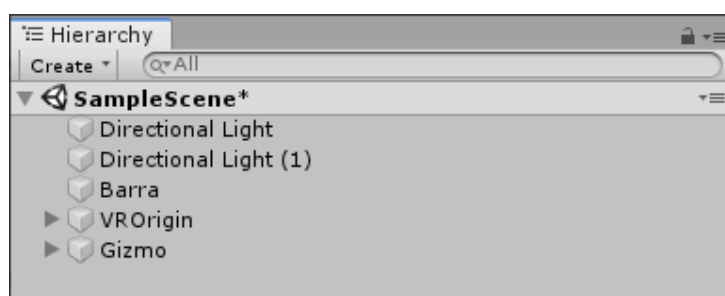 Hierarchy
Create All
SampleScene*
Directional Light
Directional Light (1)
Barra
VROrigin
Gizmo